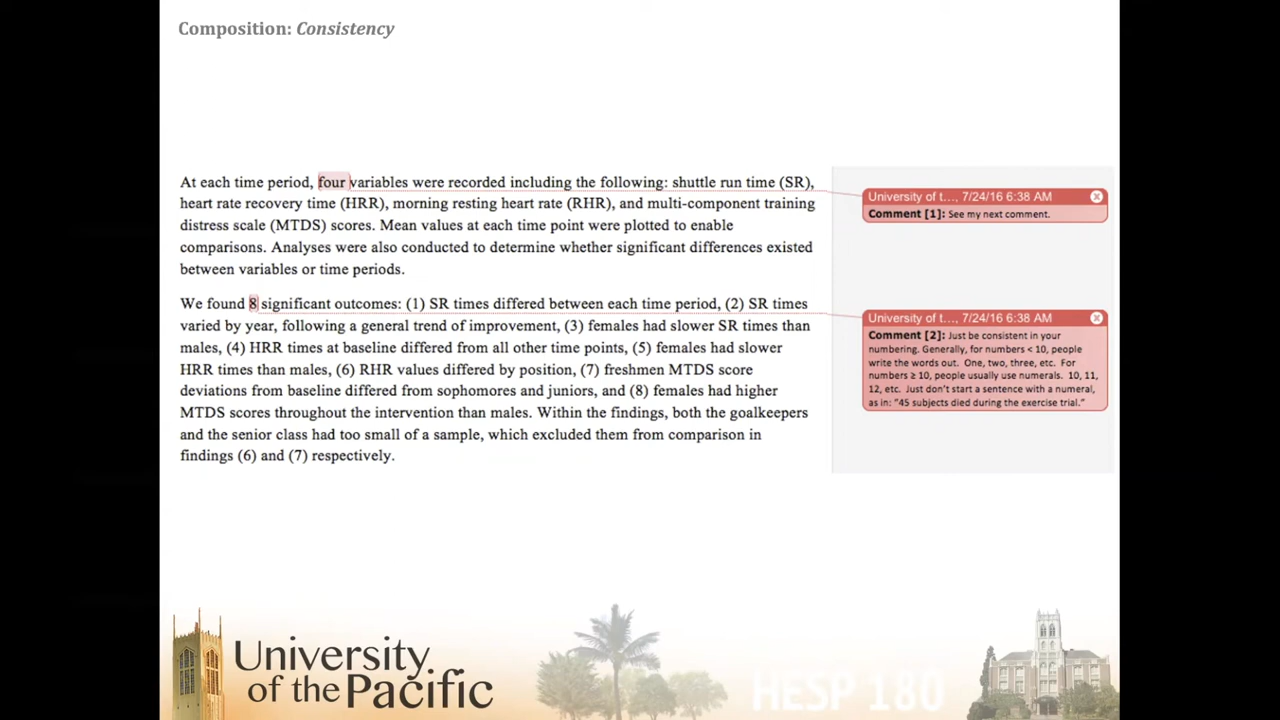 Composition: Consistency
At each time period, four variables were recorded including the following: shuttle run time (SR),
heart rate recovery time (HRR), morning resting heart rate (RHR), and multi-component training
distress scale (MTDS) scores. Mean values at each time point were plotted to enable
comparisons. Analyses were also conducted to determine whether significant differences existed
between variables or time periods.
We found 8 significant outcomes: (1) SR times differed between each time period, (2) SR times
varied by year, following a general trend of improvement, (3) females had slower SR times than
males, (4) HRR times at baseline differed from all other time points, (5) females had slower
HRR times than males, (6) RHR values differed by position, (7) freshmen MTDS score
deviations from baseline differed from sophomores and juniors, and (8) females had higher
MTDS scores throughout the intervention than males. Within the findings, both the goalkeepers
and the senior class had too small of a sample, which excluded them from comparison in
findings (6) and (7) respectively.
University of t..., 7/24/16 6:38 AM
Comment [1]: See my next comment.
University of t..., 7/24/16 6:38 AM
Comment [2]: Just be consistent in your
numbering. Generally, for numbers < 10, people
write the words out. One, two, three, etc. For
numbers ≥ 10, people usually use numerals. 10, 11,
12, etc. Just don't start a sentence with a numeral,
as in: "45 subjects died during the exercise trial."
University
of the Pacific
HESP 180